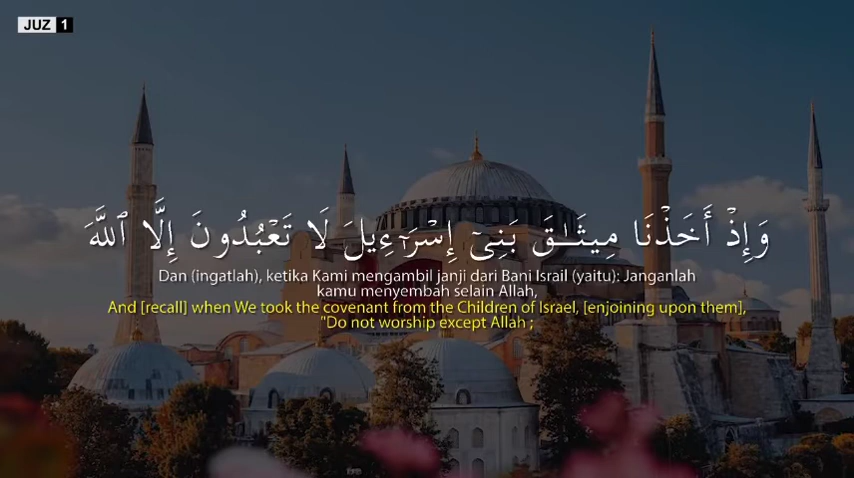 JUZ 1
وَإِذْ أَخَذْنَا مِيثَـٰقَ بَنِىٓ إِسْرَٰٓءِيلَ لَا تَعْبُدُونَ إِلَّا ٱللَّهَ
Dan (ingatlah), ketika Kami mengambil janji dari Bani Israil (yaitu): Janganlah
kamu menyembah selain Allah,
And [recall] when We took the covenant from the Children of Israel, [enjoining upon them],
"Do not worship except Allah ;